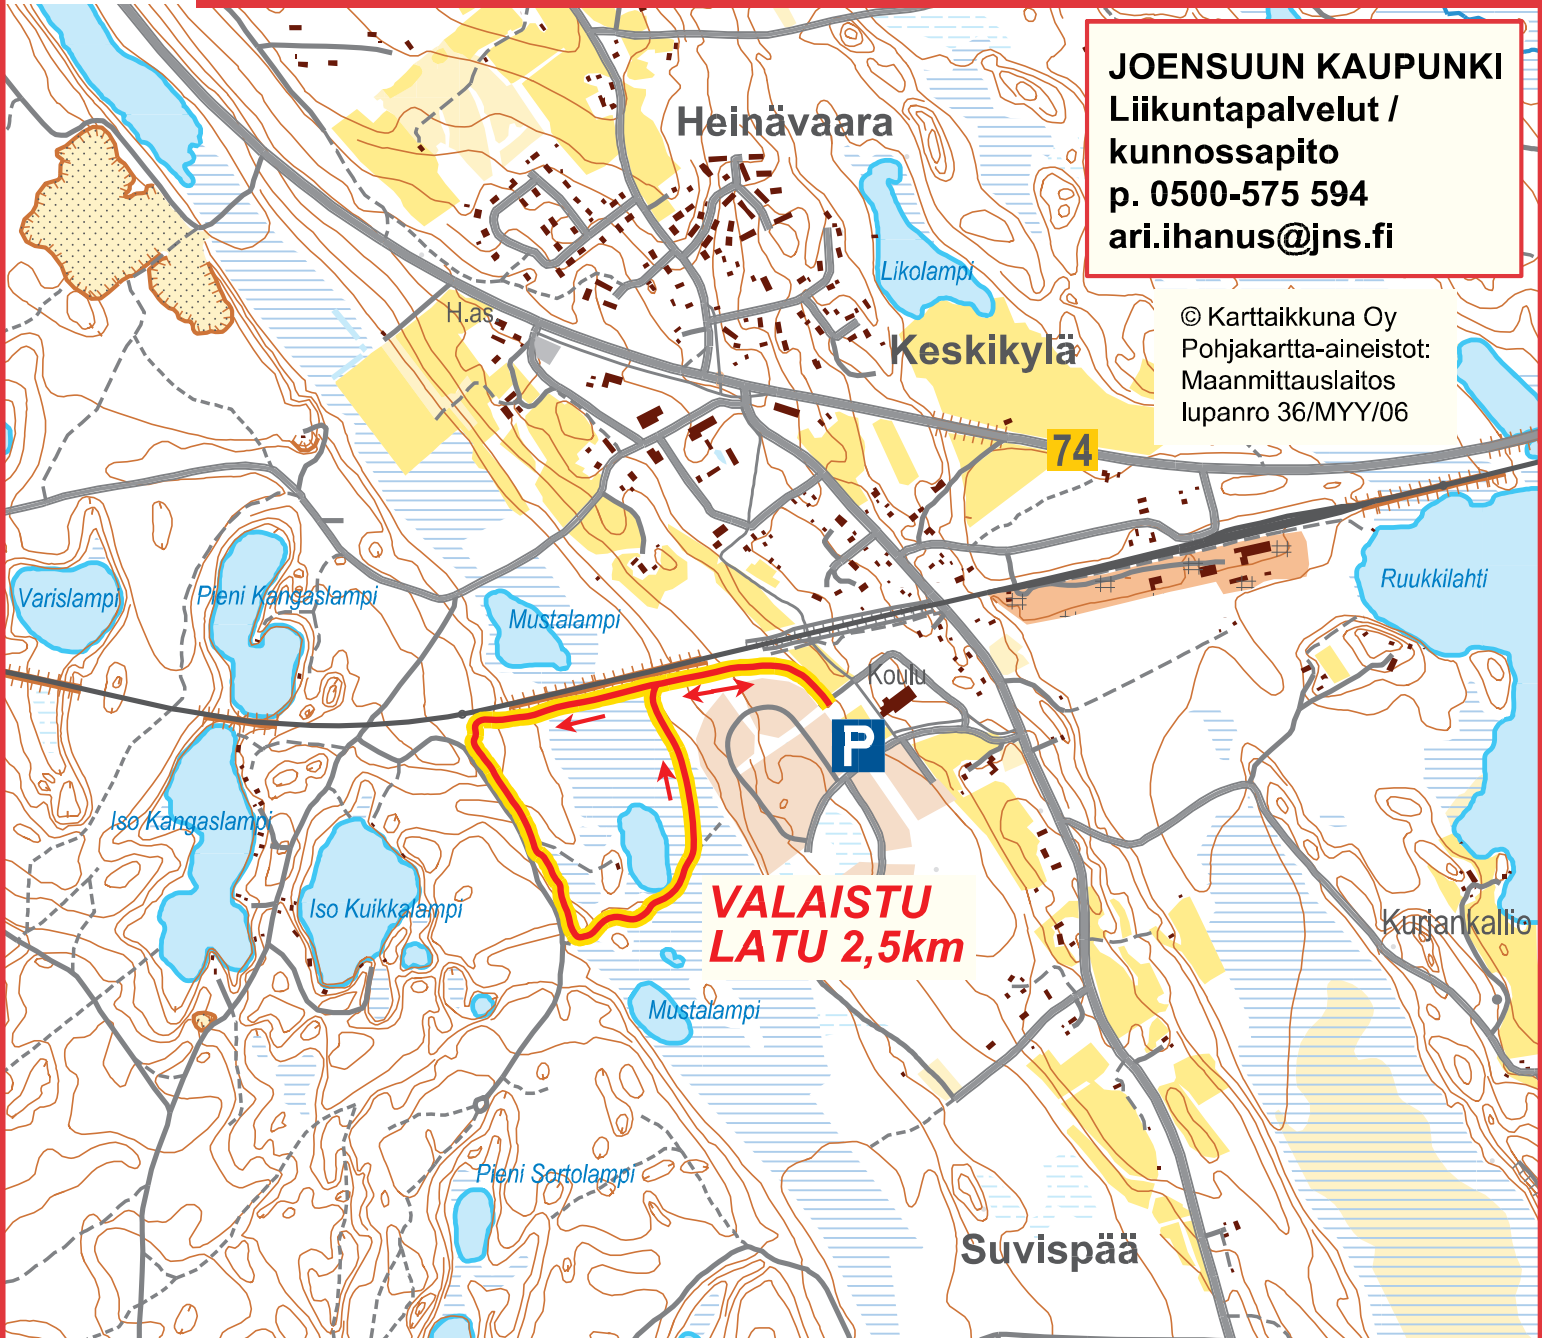 JOENSUUN KAUPUNKI
Liikuntapalvelut /
kunnossapito
p. 0500-575 594
ari.ihanus@jns.fi
© Karttaikkuna Oy
Pohjakartta-aineistot:
Maanmittauslaitos
lupanro 36/MYY/06
Heinävaara
Likolampi
H.as
Keskikylä
74
Varislampi
Pieni Kangaslampi
Mustalampi
Ruukkilahti
Koulu
P
Iso Kangaslampi
Iso Kuikkalampi
VALAISTU
LATU 2,5km
Kurjankallio
Mustalampi
Pieni Sortolampi
Suvispää